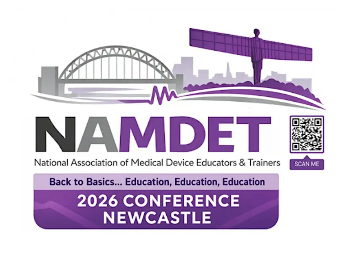 NAMDET
SCAN ME
National Association of Medical Device Educators & Trainers
Back to Basics... Education, Education, Education
2026 CONFERENCE
NEWCASTLE